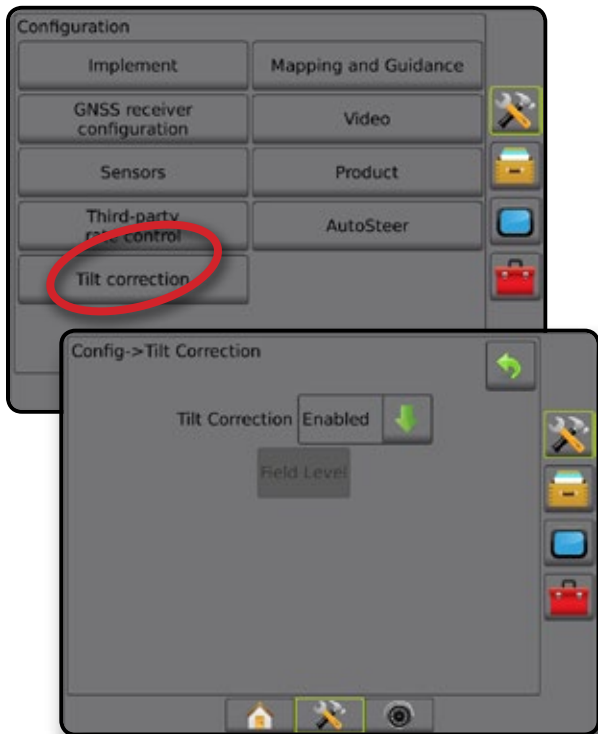 Configuration
Implement
Mapping and Guidance
GNSS receiver
configuration
Video
Sensors
Product
Third-party
rate control
AutoSteer
Tilt correction
Config->Tilt Correction
Tilt Correction Enabled
Field Level